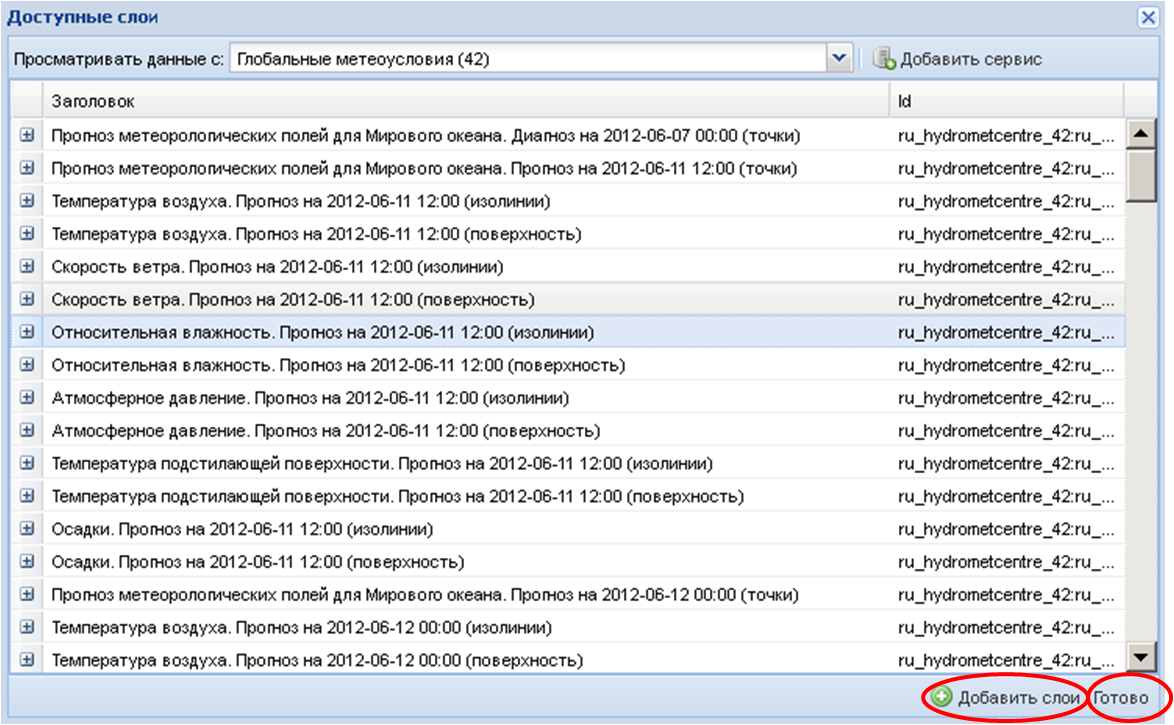 Доступные слои
Просматривать данные с: Глобальные метеоусловия (42) Добавить сервис
Заголовок Id
Прогноз метеорологических полей для Мирового океана. Диагноз на 2012-06-07 00:00 (точки) ru_hydrometcentre_42:ru_...
Прогноз метеорологических полей для Мирового океана. Прогноз на 2012-06-11 12:00 (точки) ru_hydrometcentre_42:ru_...
Температура воздуха. Прогноз на 2012-06-11 12:00 (изолинии) ru_hydrometcentre_42:ru_...
Температура воздуха. Прогноз на 2012-06-11 12:00 (поверхность) ru_hydrometcentre_42:ru_...
Скорость ветра. Прогноз на 2012-06-11 12:00 (изолинии) ru_hydrometcentre_42:ru_...
Скорость ветра. Прогноз на 2012-06-11 12:00 (поверхность) ru_hydrometcentre_42:ru_...
Относительная влажность. Прогноз на 2012-06-11 12:00 (изолинии) ru_hydrometcentre_42:ru_...
Относительная влажность. Прогноз на 2012-06-11 12:00 (поверхность) ru_hydrometcentre_42:ru_...
Атмосферное давление. Прогноз на 2012-06-11 12:00 (изолинии) ru_hydrometcentre_42:ru_...
Атмосферное давление. Прогноз на 2012-06-11 12:00 (поверхность) ru_hydrometcentre_42:ru_...
Температура подстилающей поверхности. Прогноз на 2012-06-11 12:00 (изолинии) ru_hydrometcentre_42:ru_...
Температура подстилающей поверхности. Прогноз на 2012-06-11 12:00 (поверхность) ru_hydrometcentre_42:ru_...
Осадки. Прогноз на 2012-06-11 12:00 (изолинии) ru_hydrometcentre_42:ru_...
Осадки. Прогноз на 2012-06-11 12:00 (поверхность) ru_hydrometcentre_42:ru_...
Прогноз метеорологических полей для Мирового океана. Прогноз на 2012-06-12 00:00 (точки) ru_hydrometcentre_42:ru_...
Температура воздуха. Прогноз на 2012-06-12 00:00 (изолинии) ru_hydrometcentre_42:ru_...
Температура воздуха. Прогноз на 2012-06-12 00:00 (поверхность) ru_hydrometcentre_42:ru_...
Добавить слои Готово